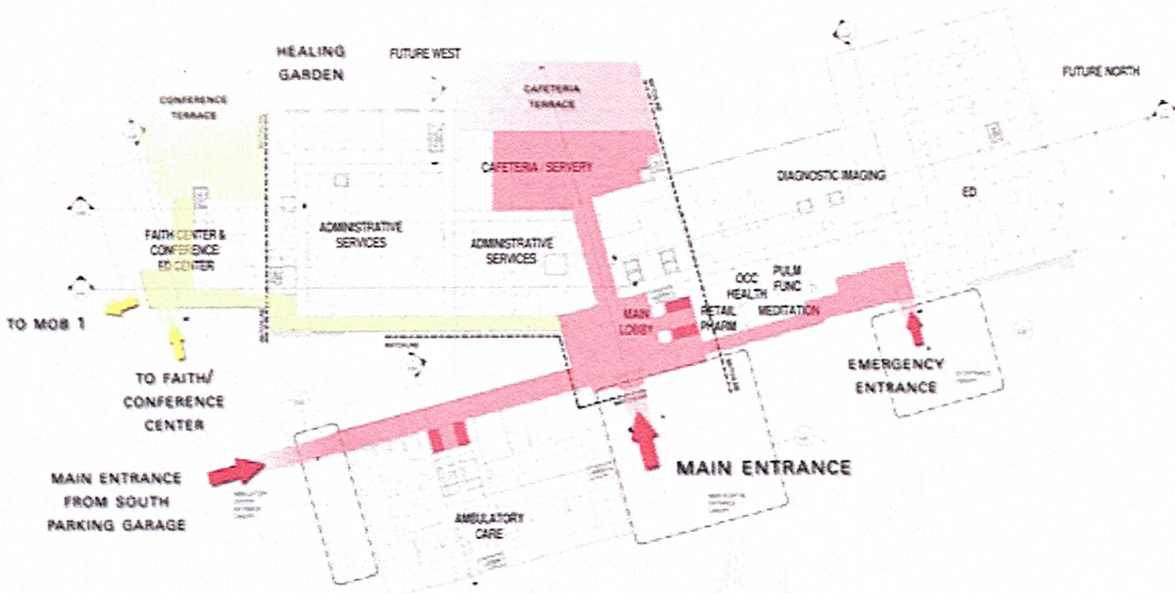 HEALING
GARDEN
FUTURE WEST
FUTURE NORTH
CONFERENCE
TERRACE
CAFETERIA
TERRACE
CAFETERIA / SERVERY
DIAGNOSTIC IMAGING
ED
FAITH CENTER &
CONFERENCE
ED CENTER
ADMINISTRATIVE
SERVICES
ADMINISTRATIVE
SERVICES
OCC
HEALTH
PULM
FUNC
MAIN
LOBBY
RETAIL
PHARM
MEDITATION
TO MOB 1
TO FAITH/
CONFERENCE
CENTER
EMERGENCY
ENTRANCE
MAIN ENTRANCE
FROM SOUTH
PARKING GARAGE
MAIN ENTRANCE
AMBULATORY
CARE